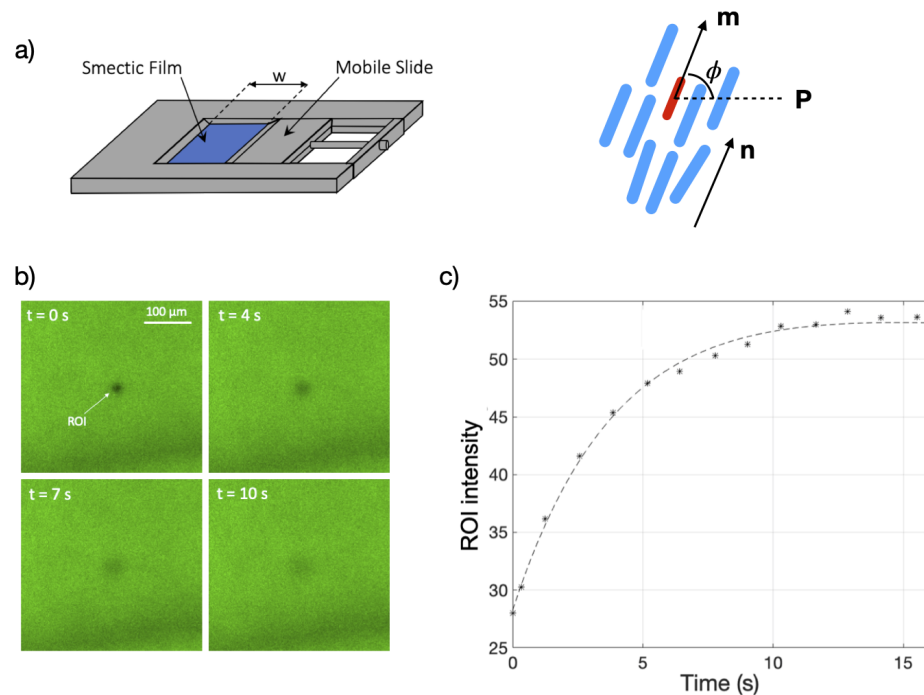 a)
Smectic Film
w
Mobile Slide
m
ϕ
P
n
b)
t = 0 s
100 μm
ROI
t = 4 s
t = 7 s
t = 10 s
c)
ROI intensity
55
50
45
40
35
30
25
0
5
10
15
Time (s)